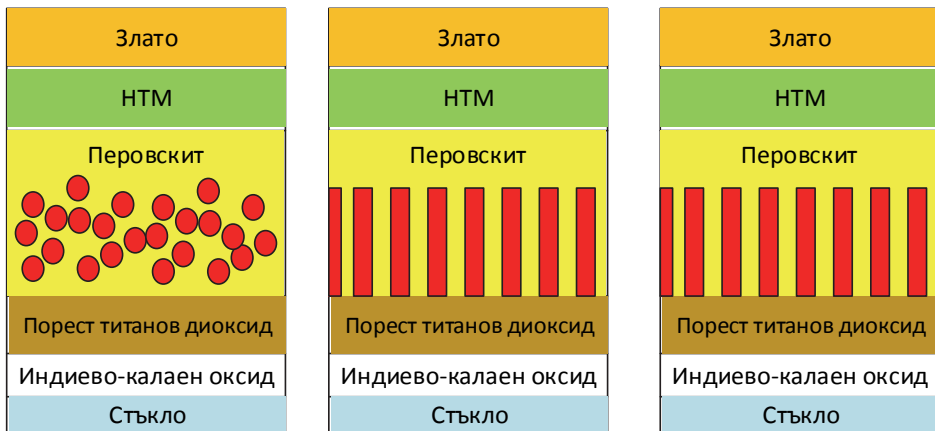 Злато
НТМ
Перовскит
Порест титанов диоксид
Индиево-калаен оксид
Стъкло
Злато
НТМ
Перовскит
Порест титанов диоксид
Индиево-калаен оксид
Стъкло
Злато
НТМ
Перовскит
Порест титанов диоксид
Индиево-калаен оксид
Стъкло